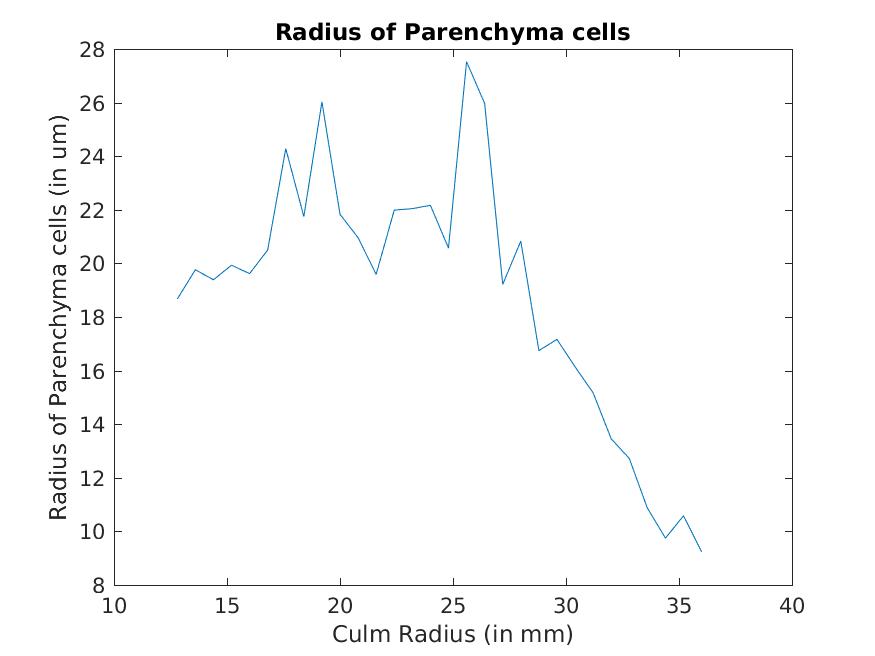 Radius of Parenchyma cells
28
26
24
22
20
18
16
14
12
10
8
Radius of Parenchyma cells (in um)
10 15 20 25 30 35 40
Culm Radius (in mm)